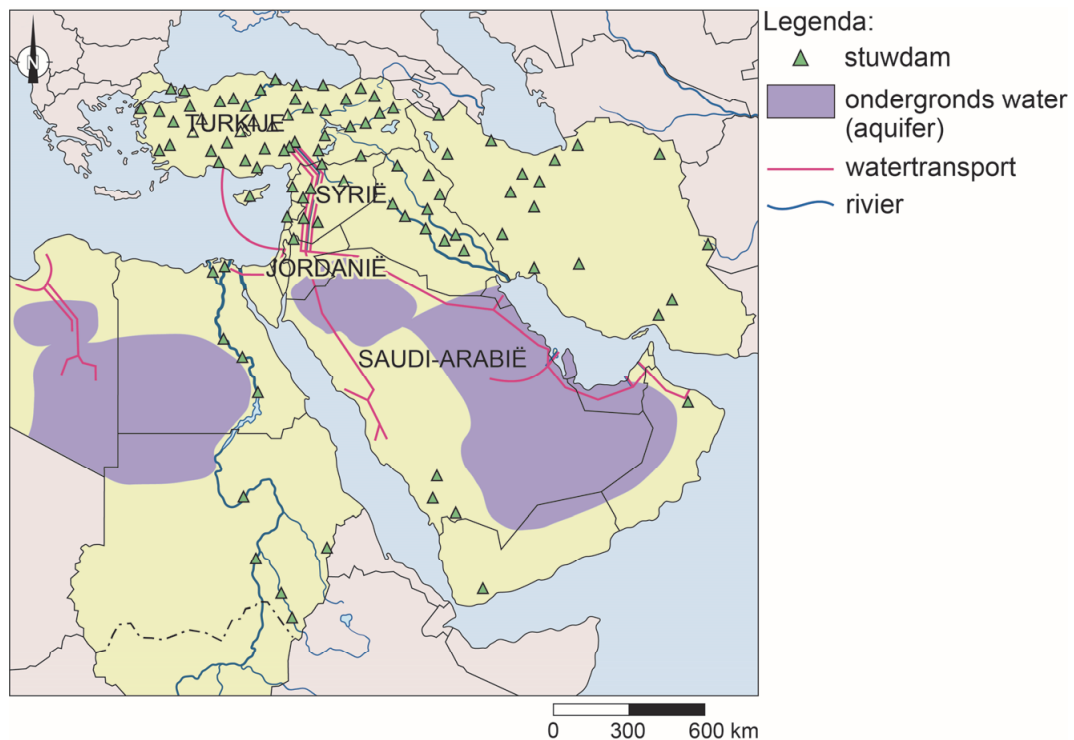 N
TURKIJE
SYRIË
JORDANIË
SAUDI-ARABIË
Legenda:
stuwdam
ondergronds water
(aquifer)
watertransport
rivier
0 300 600 km